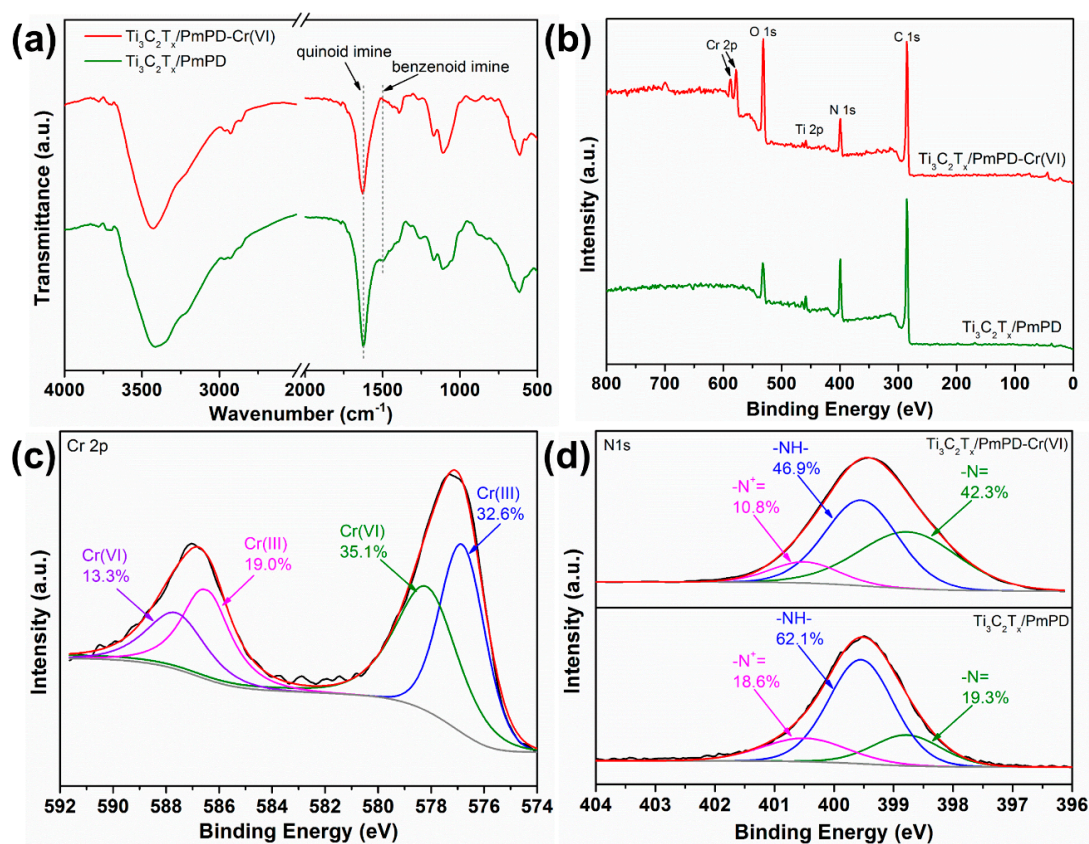 (a)
Ti₃C₂Tₓ/PmPD-Cr(VI)
Ti₃C₂Tₓ/PmPD
quinoid imine
benzenoid imine
Transmittance (a.u.)
4000 3500 3000 2000 1500 1000 500
Wavenumber (cm⁻¹)
(b)
Cr 2p
O 1s
C 1s
N 1s
Ti 2p
Ti₃C₂Tₓ/PmPD-Cr(VI)
Ti₃C₂Tₓ/PmPD
Intensity (a.u.)
800 700 600 500 400 300 200 100 0
Binding Energy (eV)
(c)
Cr 2p
Cr(VI)
13.3%
Cr(III)
19.0%
Cr(VI)
35.1%
Cr(III)
32.6%
Intensity (a.u.)
592 590 588 586 584 582 580 578 576 574
Binding Energy (eV)
(d)
N1s
Ti₃C₂Tₓ/PmPD-Cr(VI)
-NH-
46.9%
-N⁺=
10.8%
-N=
42.3%
Ti₃C₂Tₓ/PmPD
-NH-
62.1%
-N⁺=
18.6%
-N=
19.3%
Intensity (a.u.)
404 403 402 401 400 399 398 397 396
Binding Energy (eV)